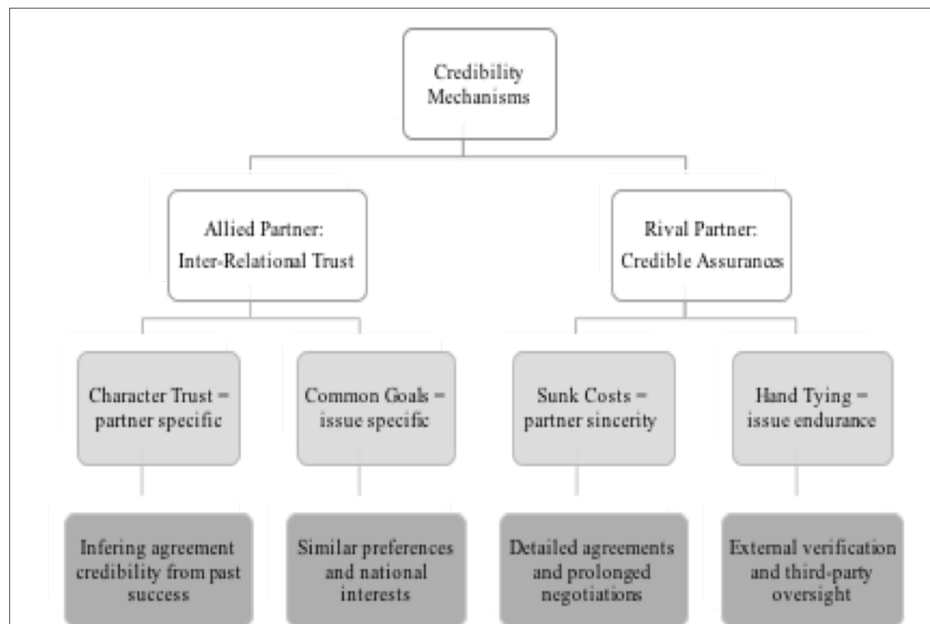 Credibility
Mechanisms
Allied Partner:
Inter-Relational Trust
Rival Partner:
Credible Assurances
Character Trust =
partner specific
Common Goals =
issue specific
Sunk Costs =
partner sincerity
Hand Tying =
issue endurance
Infering agreement
credibility from past
success
Similar preferences
and national
interests
Detailed agreements
and prolonged
negotiations
External verification
and third-party
oversight